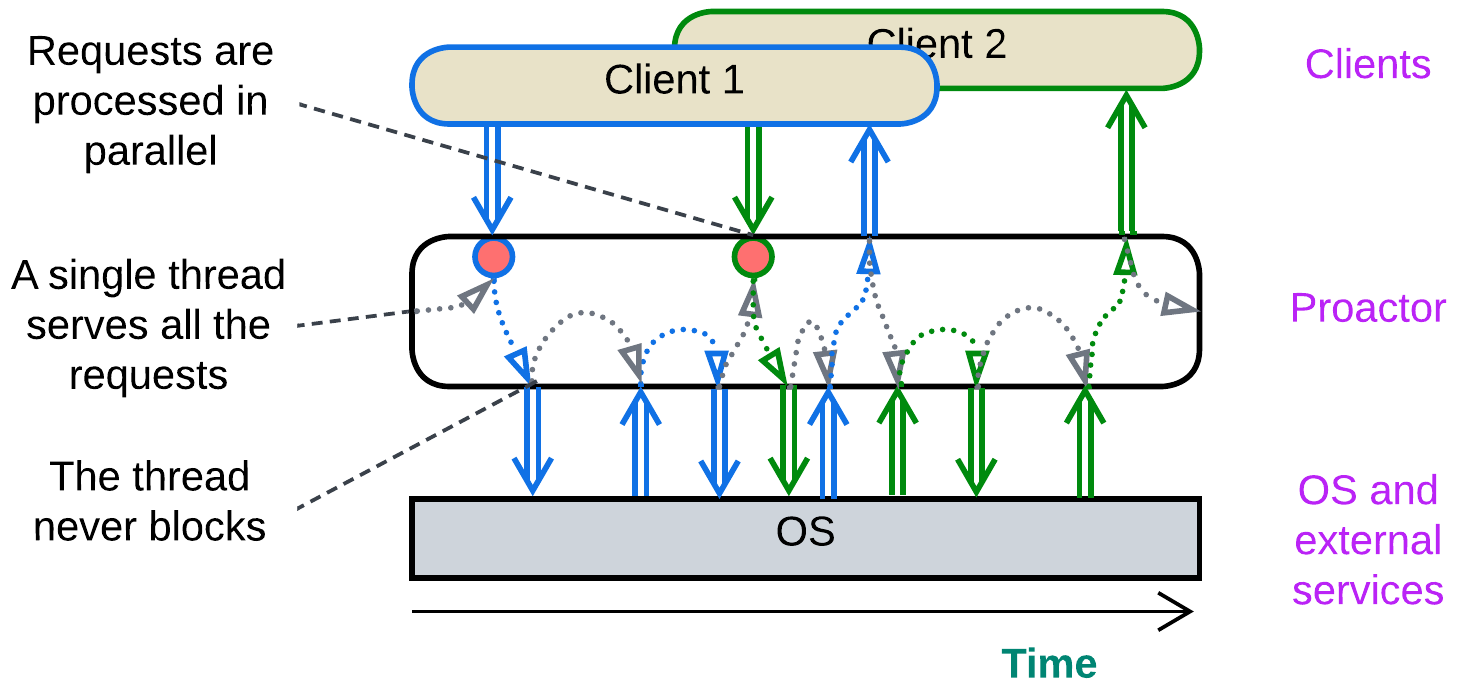 Requests are
processed in
parallel
Client 2
Client 1
Clients
A single thread
serves all the
requests
Proactor
The thread
never blocks
OS
OS and
external
services
Time